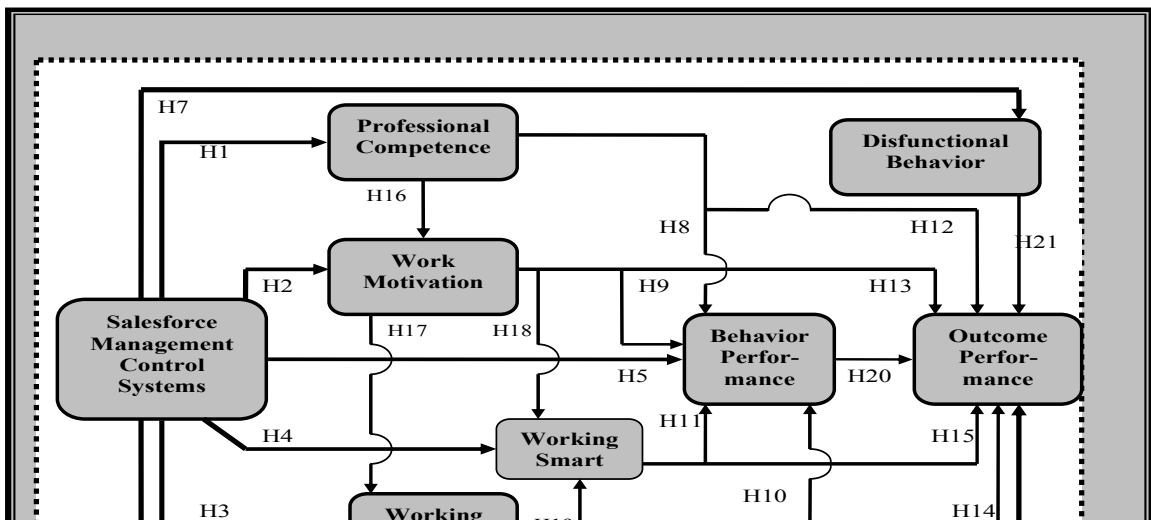 H7
Professional
Competence
Disfunctional
Behavior
H1
H16
H8
H12
H21
Work
Motivation
H2
H9
H13
Salesforce
Management
Control
Systems
H17
H18
Behavior
Perfor-
mance
Outcome
Perfor-
mance
H5
H20
H11
H4
Working
Smart
H15
H10
H3
Working
H14